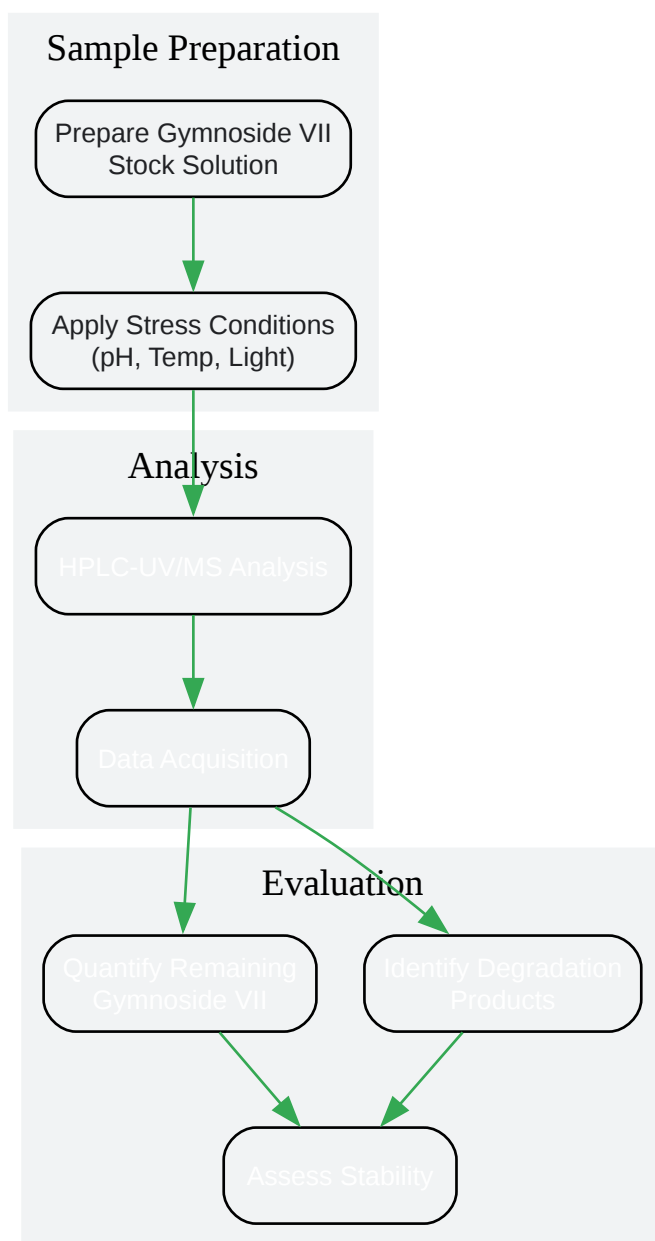 Sample Preparation
Prepare Gymnoside VII
Stock Solution
Apply Stress Conditions
(pH, Temp, Light)
Analysis
HPLC-UV/MS Analysis
Data Acquisition
Evaluation
Quantify Remaining
Gymnoside VII
Identify Degradation
Products
Assess Stability